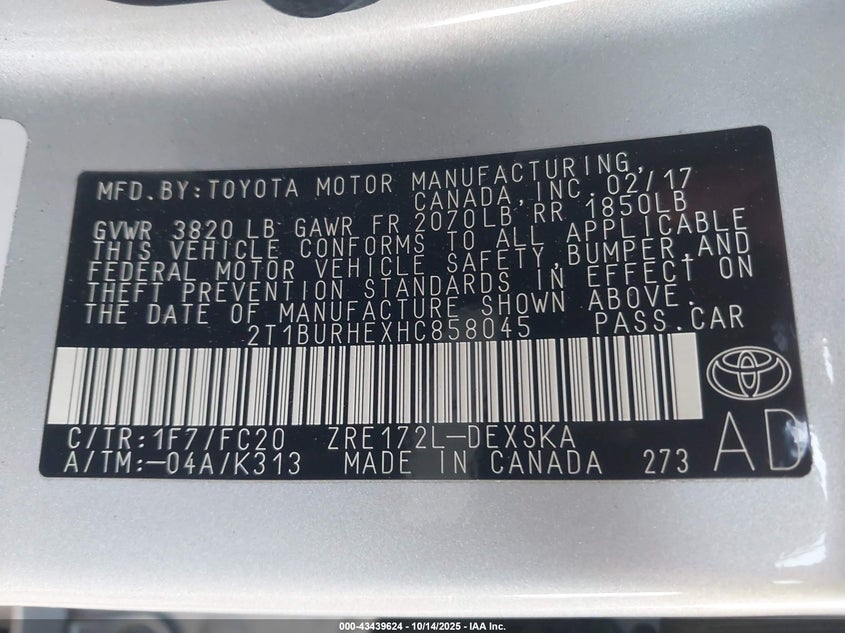 MFD.BY:TOYOTA MOTOR MANUFACTURING,
CANADA,INC.02/17
GVWR 3820 LB GAWR FR 2070LB RR 1850LB
THIS VEHICLE CONFORMS TO ALL APPLICABLE
FEDERAL MOTOR VEHICLE SAFETY,BUMPER,AND
THEFT PREVENTION STANDARDS IN EFFECT ON
THE DATE OF MANUFACTURE SHOWN ABOVE.
2T1BURHEXHC858045 PASS.CAR
C/TR:1F7/FC20 ZRE172L-DEXSKA AD
A/TM:-04A/K313 MADE IN CANADA 273
000-43439624 - 10/14/2025 - IAA Inc.